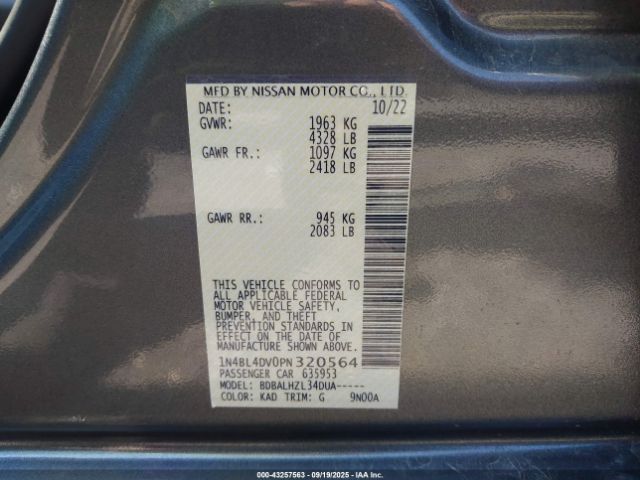 MFD BY NISSAN MOTOR CO., LTD.
DATE: 10/22
GVWR: 1963 KG
4328 LB
GAWR FR.: 1097 KG
2418 LB
GAWR RR.: 945 KG
2083 LB
THIS VEHICLE CONFORMS TO
ALL APPLICABLE FEDERAL
MOTOR VEHICLE SAFETY,
BUMPER, AND THEFT
PREVENTION STANDARDS IN
EFFECT ON THE DATE OF
MANUFACTURE SHOWN ABOVE.
1N4BL4DV0PN320564
PASSENGER CAR 635953
MODEL: BDBALHZL34DUA-----
COLOR: KAD TRIM: G 9N00A
000-43257563 - 09/19/2025 - IAA Inc.